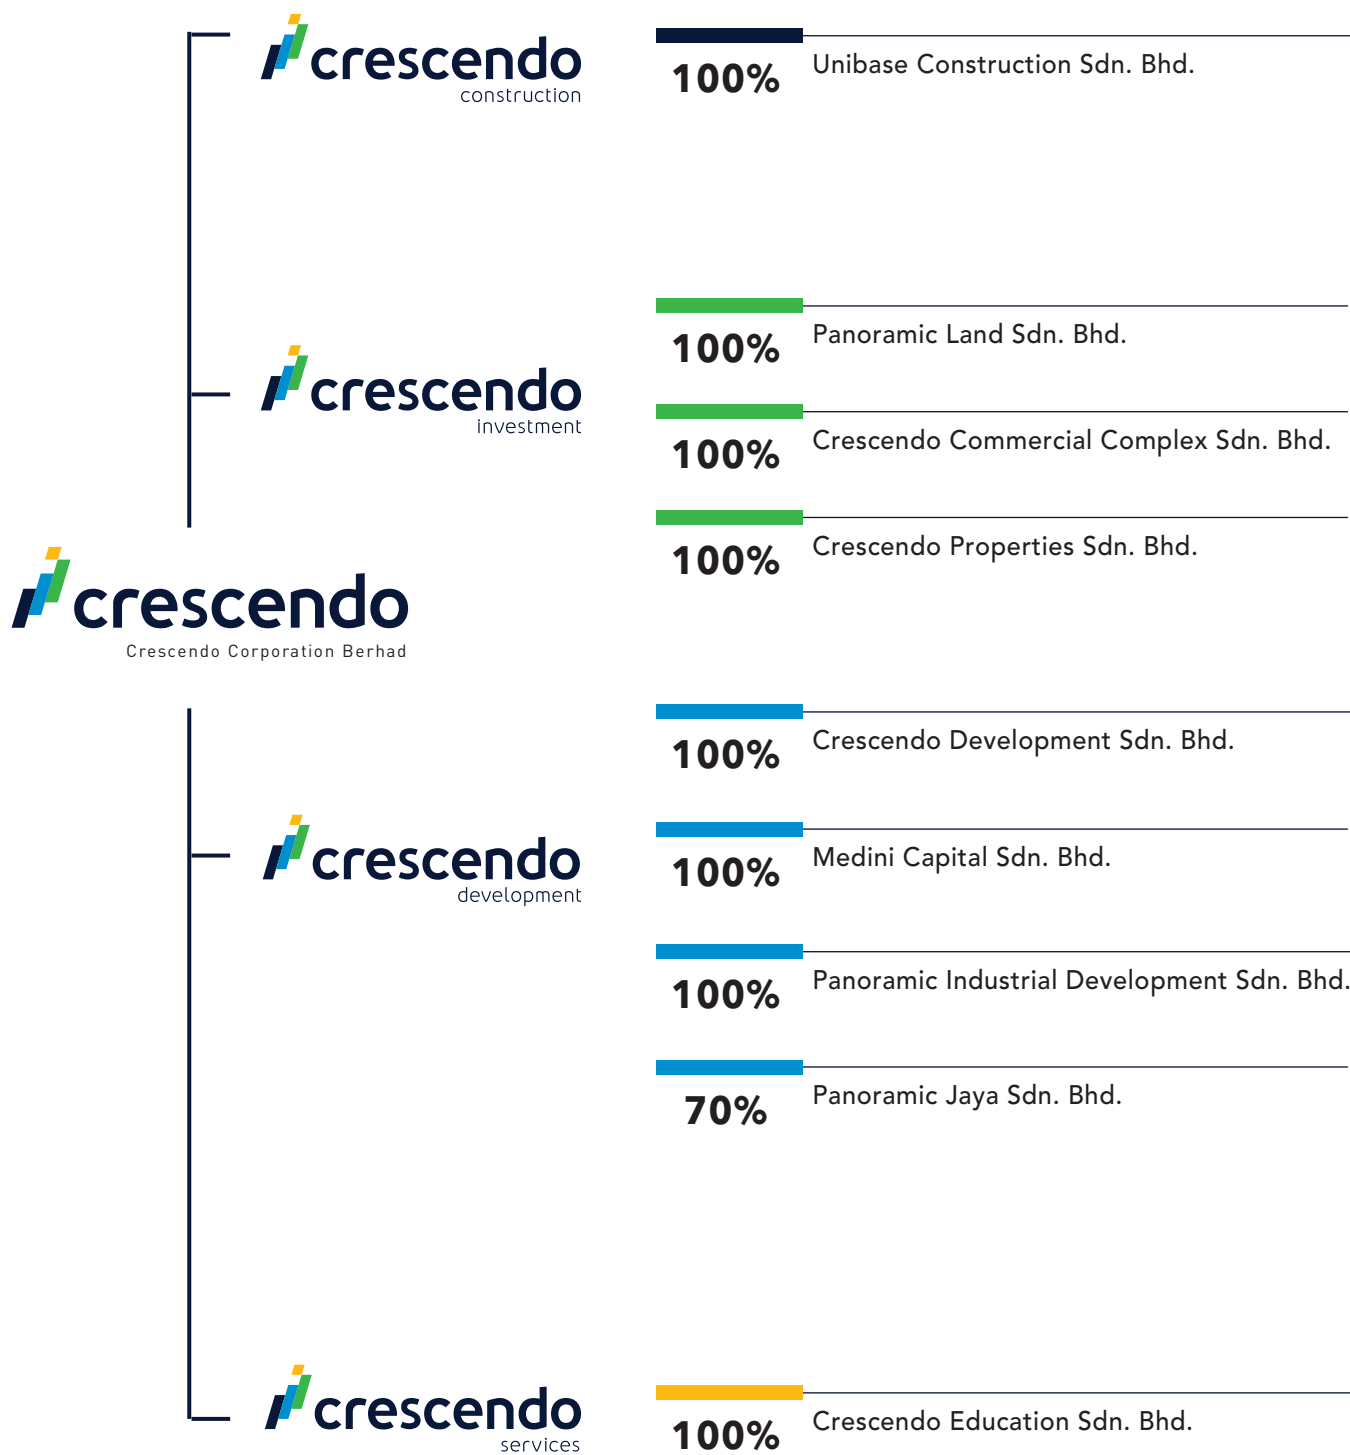 crescendo
construction
100%
Unibase Construction Sdn. Bhd.
crescendo
investment
100%
Panoramic Land Sdn. Bhd.
100%
Crescendo Commercial Complex Sdn. Bhd.
100%
Crescendo Properties Sdn. Bhd.
crescendo
Crescendo Corporation Berhad
crescendo
development
100%
Crescendo Development Sdn. Bhd.
100%
Medini Capital Sdn. Bhd.
100%
Panoramic Industrial Development Sdn. Bhd.
70%
Panoramic Jaya Sdn. Bhd.
crescendo
services
100%
Crescendo Education Sdn. Bhd.